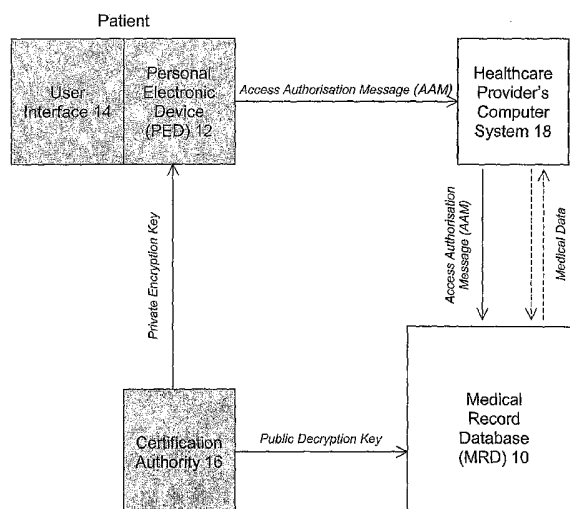 Patient
User
Interface 14
Personal
Electronic
Device
(PED) 12
Access Authorisation Message (AAM)
Healthcare
Provider's
Computer
System 18
Private Encryption Key
Access Authorisation
Message (AAM)
Medical Data
Certification
Authority 16
Public Decryption Key
Medical
Record
Database
(MRD) 10